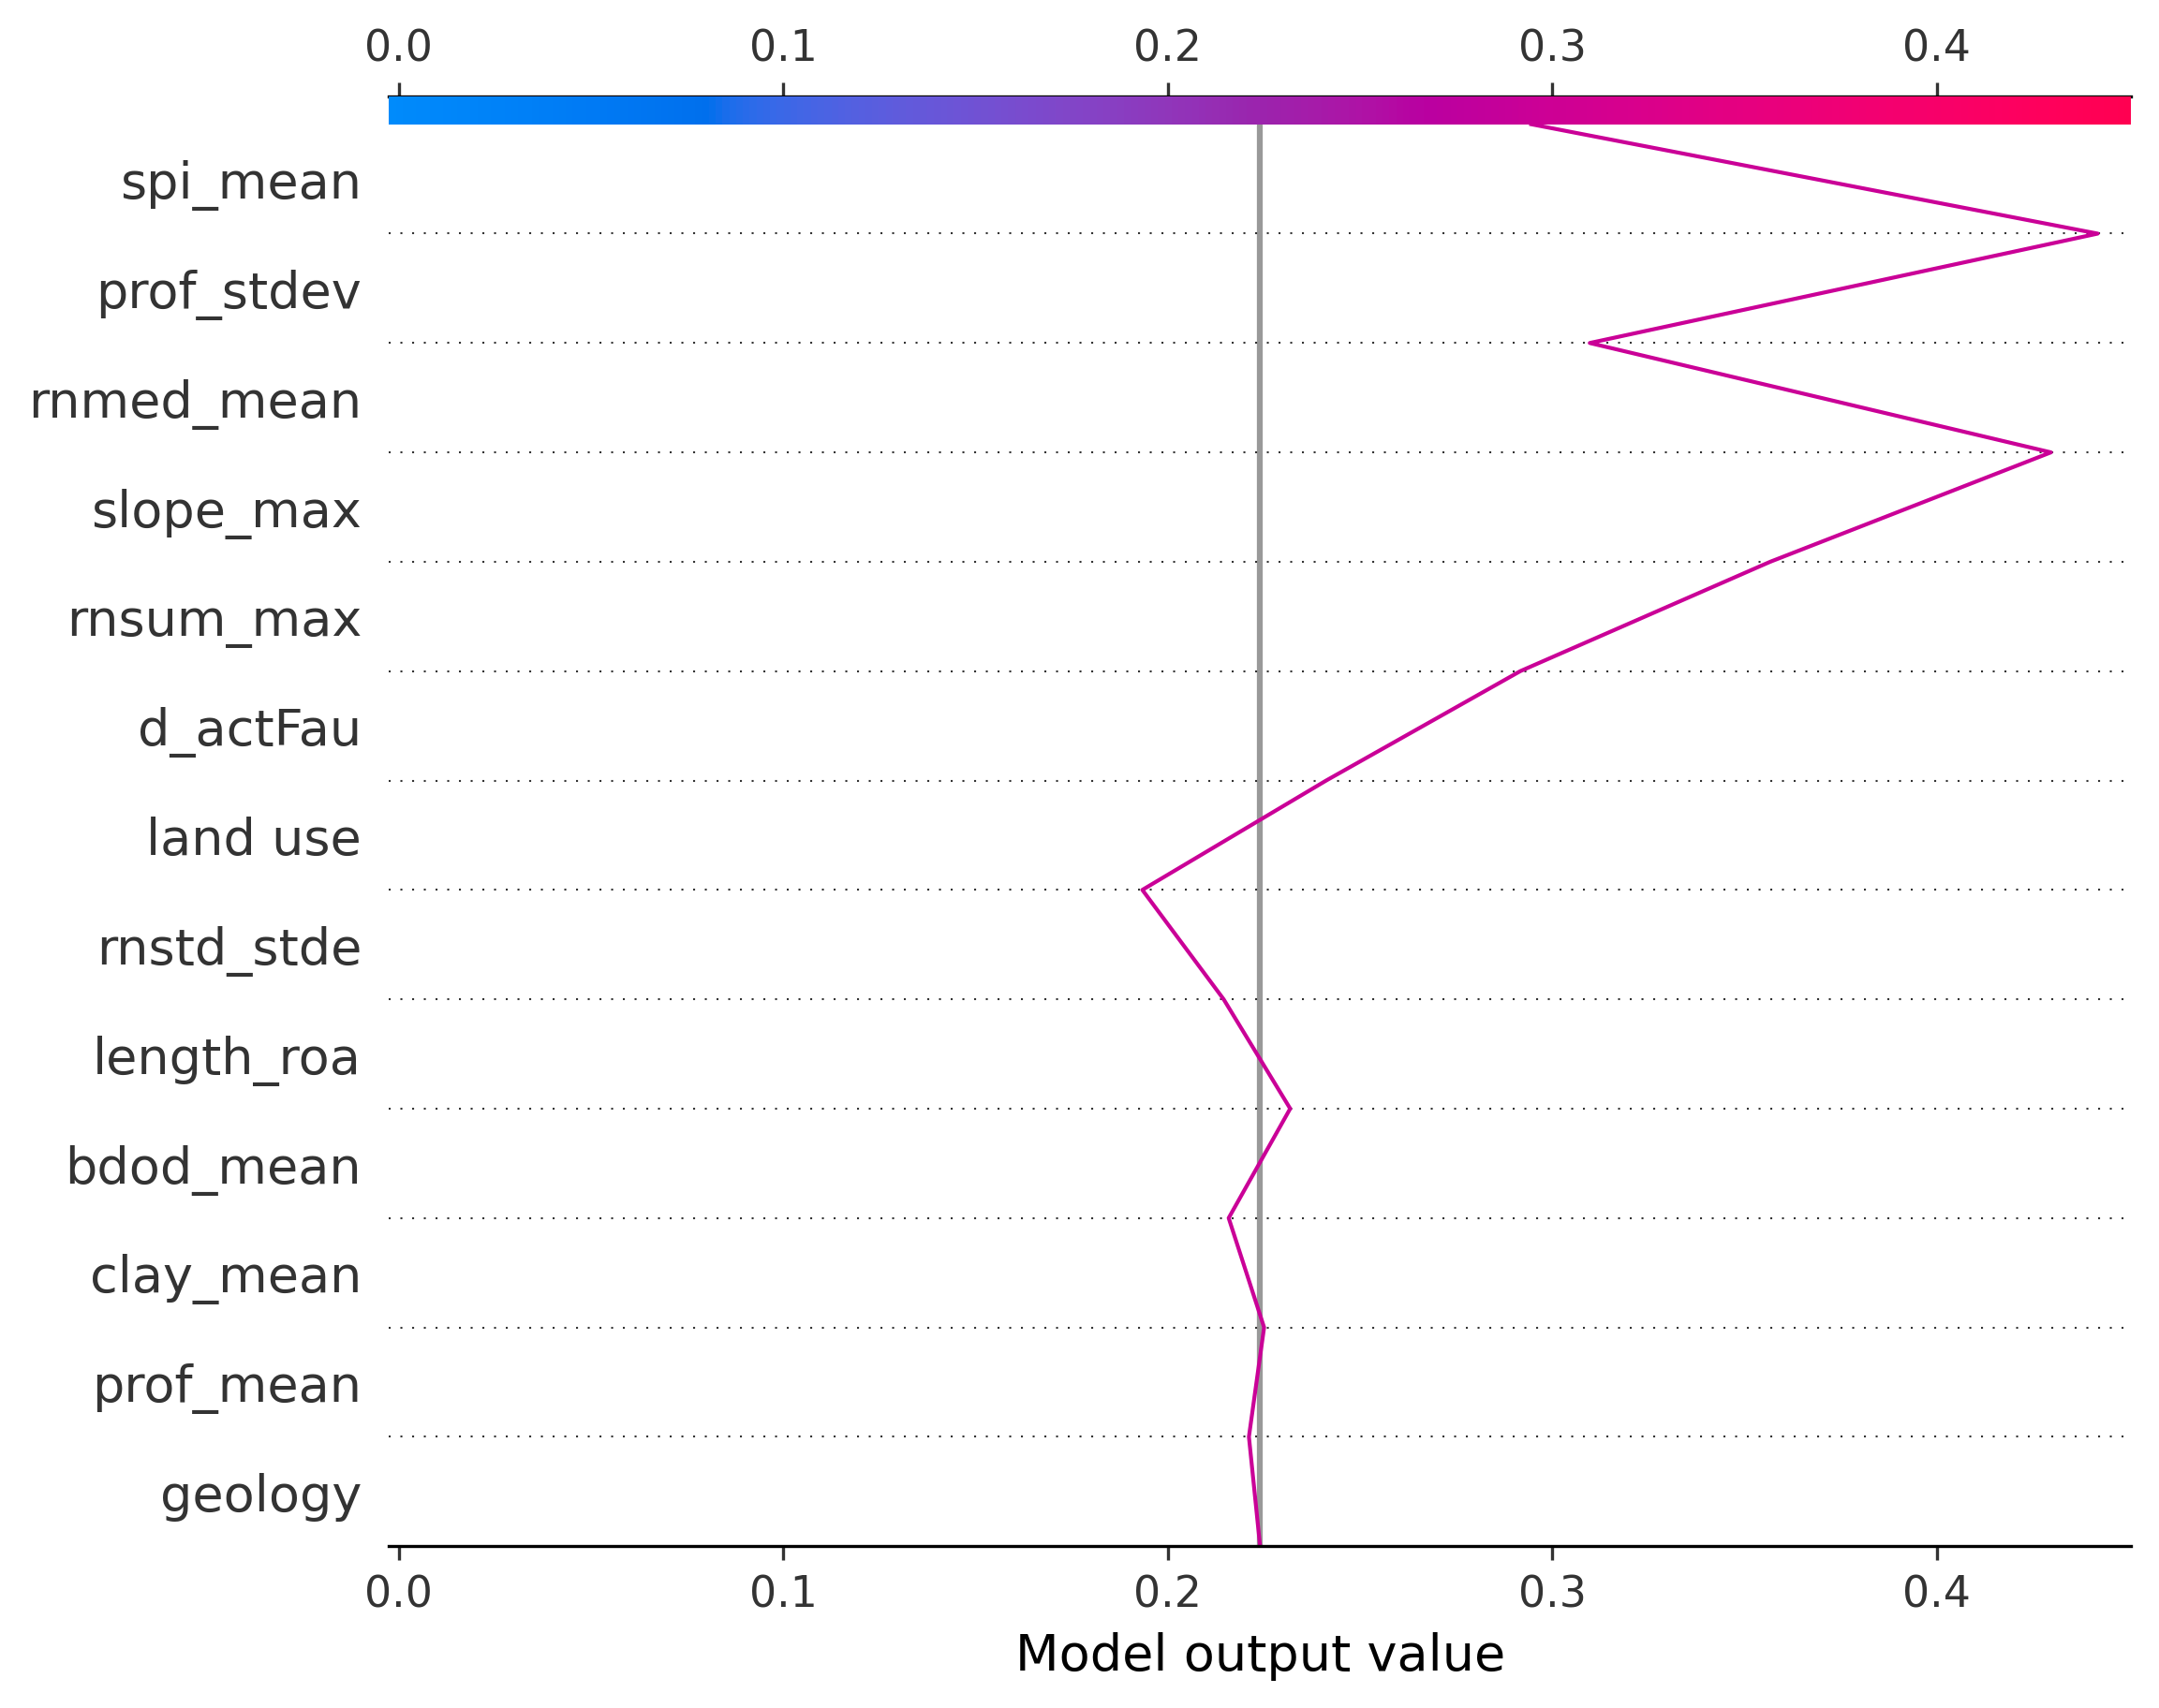 0.0 0.1 0.2 0.3 0.4
spi_mean
prof_stdev
rnmed_mean
slope_max
rnsum_max
d_actFau
land use
rnstd_stde
length_roa
bdod_mean
clay_mean
prof_mean
geology
0.0 0.1 0.2 0.3 0.4
Model output value